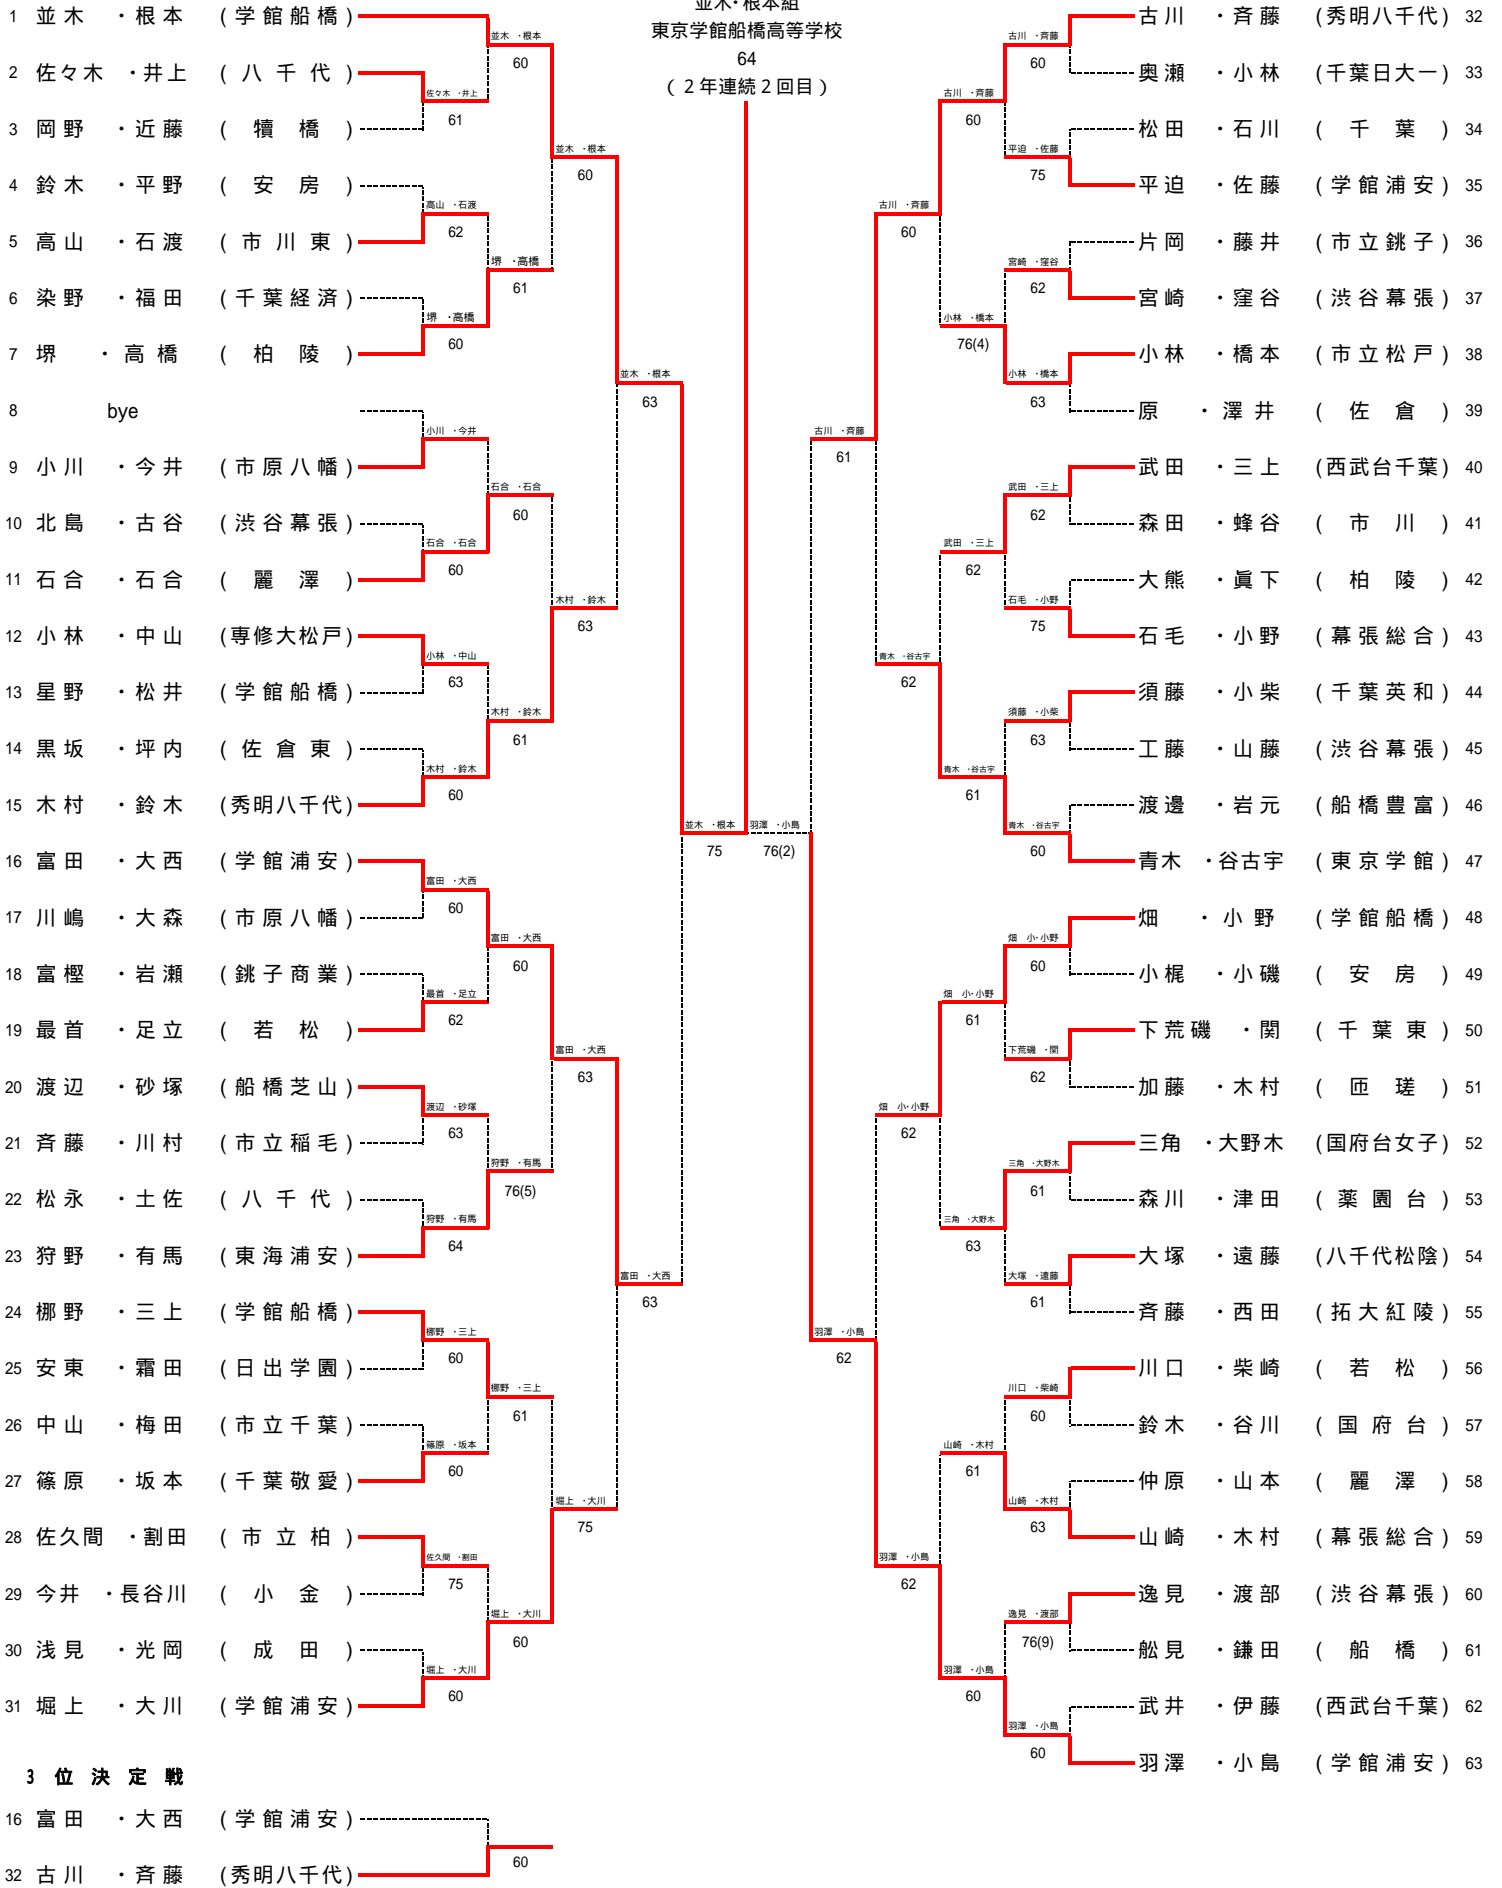 並木・根本組
東京学館船橋高等学校
64
（２年連続２回目）
1 並木 ・根本 (学館船橋)
2 佐々木 ・井上 (八千代)
3 岡野 ・近藤 (犢橋)
4 鈴木 ・平野 (安房)
5 高山 ・石渡 (市川東)
6 染野 ・福田 (千葉経済)
7 堺 ・高橋 (柏陵)
8 bye
9 小川 ・今井 (市原八幡)
10 北島 ・古谷 (渋谷幕張)
11 石合 ・石合 (麗澤)
12 小林 ・中山 (専修大松戸)
13 星野 ・松井 (学館船橋)
14 黒坂 ・坪内 (佐倉東)
15 木村 ・鈴木 (秀明八千代)
16 富田 ・大西 (学館浦安)
17 川嶋 ・大森 (市原八幡)
18 富樫 ・岩瀬 (銚子商業)
19 最首 ・足立 (若松)
20 渡辺 ・砂塚 (船橋芝山)
21 斉藤 ・川村 (市立稲毛)
22 松永 ・土佐 (八千代)
23 狩野 ・有馬 (東海浦安)
24 梛野 ・三上 (学館船橋)
25 安東 ・霜田 (日出学園)
26 中山 ・梅田 (市立千葉)
27 篠原 ・坂本 (千葉敬愛)
28 佐久間 ・割田 (市立柏)
29 今井 ・長谷川 (小金)
30 浅見 ・光岡 (成田)
31 堀上 ・大川 (学館浦安)
佐々木 ・井上
61
高山 ・石渡
62
堺 ・高橋
60
小川 ・今井
石合 ・石合
60
小林 ・中山
63
木村 ・鈴木
60
富田 ・大西
60
最首 ・足立
62
渡辺 ・砂塚
63
狩野 ・有馬
64
梛野 ・三上
60
篠原 ・坂本
60
佐久間 ・割田
75
堀上 ・大川
60
並木 ・根本
60
堺 ・高橋
61
石合 ・石合
60
木村 ・鈴木
61
富田 ・大西
60
狩野 ・有馬
76(5)
梛野 ・三上
61
堀上 ・大川
60
並木 ・根本
60
木村 ・鈴木
63
富田 ・大西
63
堀上 ・大川
75
並木 ・根本
63
富田 ・大西
63
並木 ・根本
75
羽澤 ・小島
76(2)
古川 ・斉藤
61
羽澤 ・小島
62
古川 ・斉藤
60
青木 ・谷古宇
62
畑 小・小野
62
羽澤 ・小島
62
古川 ・斉藤
60
小林 ・橋本
76(4)
武田 ・三上
62
青木 ・谷古宇
61
畑 小・小野
61
三角 ・大野木
63
山崎 ・木村
61
羽澤 ・小島
60
古川 ・斉藤
60
平迫 ・佐藤
75
宮崎 ・窪谷
62
小林 ・橋本
63
武田 ・三上
62
石毛 ・小野
75
須藤 ・小柴
63
青木 ・谷古宇
60
畑 小・小野
60
下荒磯 ・関
62
三角 ・大野木
61
大塚 ・遠藤
61
川口 ・柴崎
60
山崎 ・木村
63
逸見 ・渡部
76(9)
羽澤 ・小島
60
古川 ・斉藤 (秀明八千代) 32
奥瀬 ・小林 (千葉日大一) 33
松田 ・石川 (千葉) 34
平迫 ・佐藤 (学館浦安) 35
片岡 ・藤井 (市立銚子) 36
宮崎 ・窪谷 (渋谷幕張) 37
小林 ・橋本 (市立松戸) 38
原 ・澤井 (佐倉) 39
武田 ・三上 (西武台千葉) 40
森田 ・蜂谷 (市川) 41
大熊 ・眞下 (柏陵) 42
石毛 ・小野 (幕張総合) 43
須藤 ・小柴 (千葉英和) 44
工藤 ・山藤 (渋谷幕張) 45
渡邊 ・岩元 (船橋豊富) 46
青木 ・谷古宇 (東京学館) 47
畑 ・小野 (学館船橋) 48
小梶 ・小磯 (安房) 49
下荒磯 ・関 (千葉東) 50
加藤 ・木村 (匝瑳) 51
三角 ・大野木 (国府台女子) 52
森川 ・津田 (薬園台) 53
大塚 ・遠藤 (八千代松陰) 54
斉藤 ・西田 (拓大紅陵) 55
川口 ・柴崎 (若松) 56
鈴木 ・谷川 (国府台) 57
仲原 ・山本 (麗澤) 58
山崎 ・木村 (幕張総合) 59
逸見 ・渡部 (渋谷幕張) 60
舩見 ・鎌田 (船橋) 61
武井 ・伊藤 (西武台千葉) 62
羽澤 ・小島 (学館浦安) 63
3 位 決 定 戦
16 富田 ・大西 (学館浦安)
32 古川 ・斉藤 (秀明八千代)
60